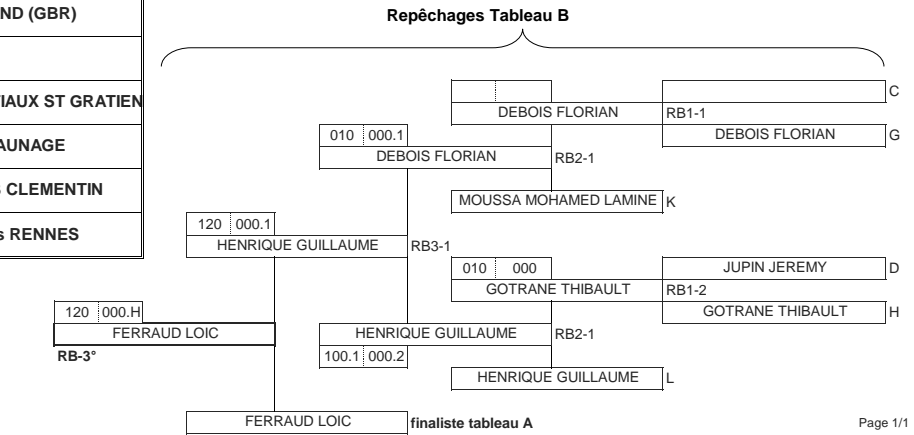 ND (GBR)
Repêchages Tableau B
IAUX ST GRATIEN
C
DEBOIS FLORIAN RB1-1
AUNAGE
010 000.1 DEBOIS FLORIAN G
DEBOIS FLORIAN RB2-1
CLEMENTIN
MOUSSA MOHAMED LAMINE K
120 000.1
s RENNES
HENRIQUE GUILLAUME RB3-1
010 000 JUPIN JEREMY D
GOTRANE THIBAULT RB1-2
120 000.H GOTRANE THIBAULT H
FERRAUD LOIC HENRIQUE GUILLAUME RB2-1
RB-3° 100.1 000.2
HENRIQUE GUILLAUME L
FERRAUD LOIC finaliste tableau A Page 1/1